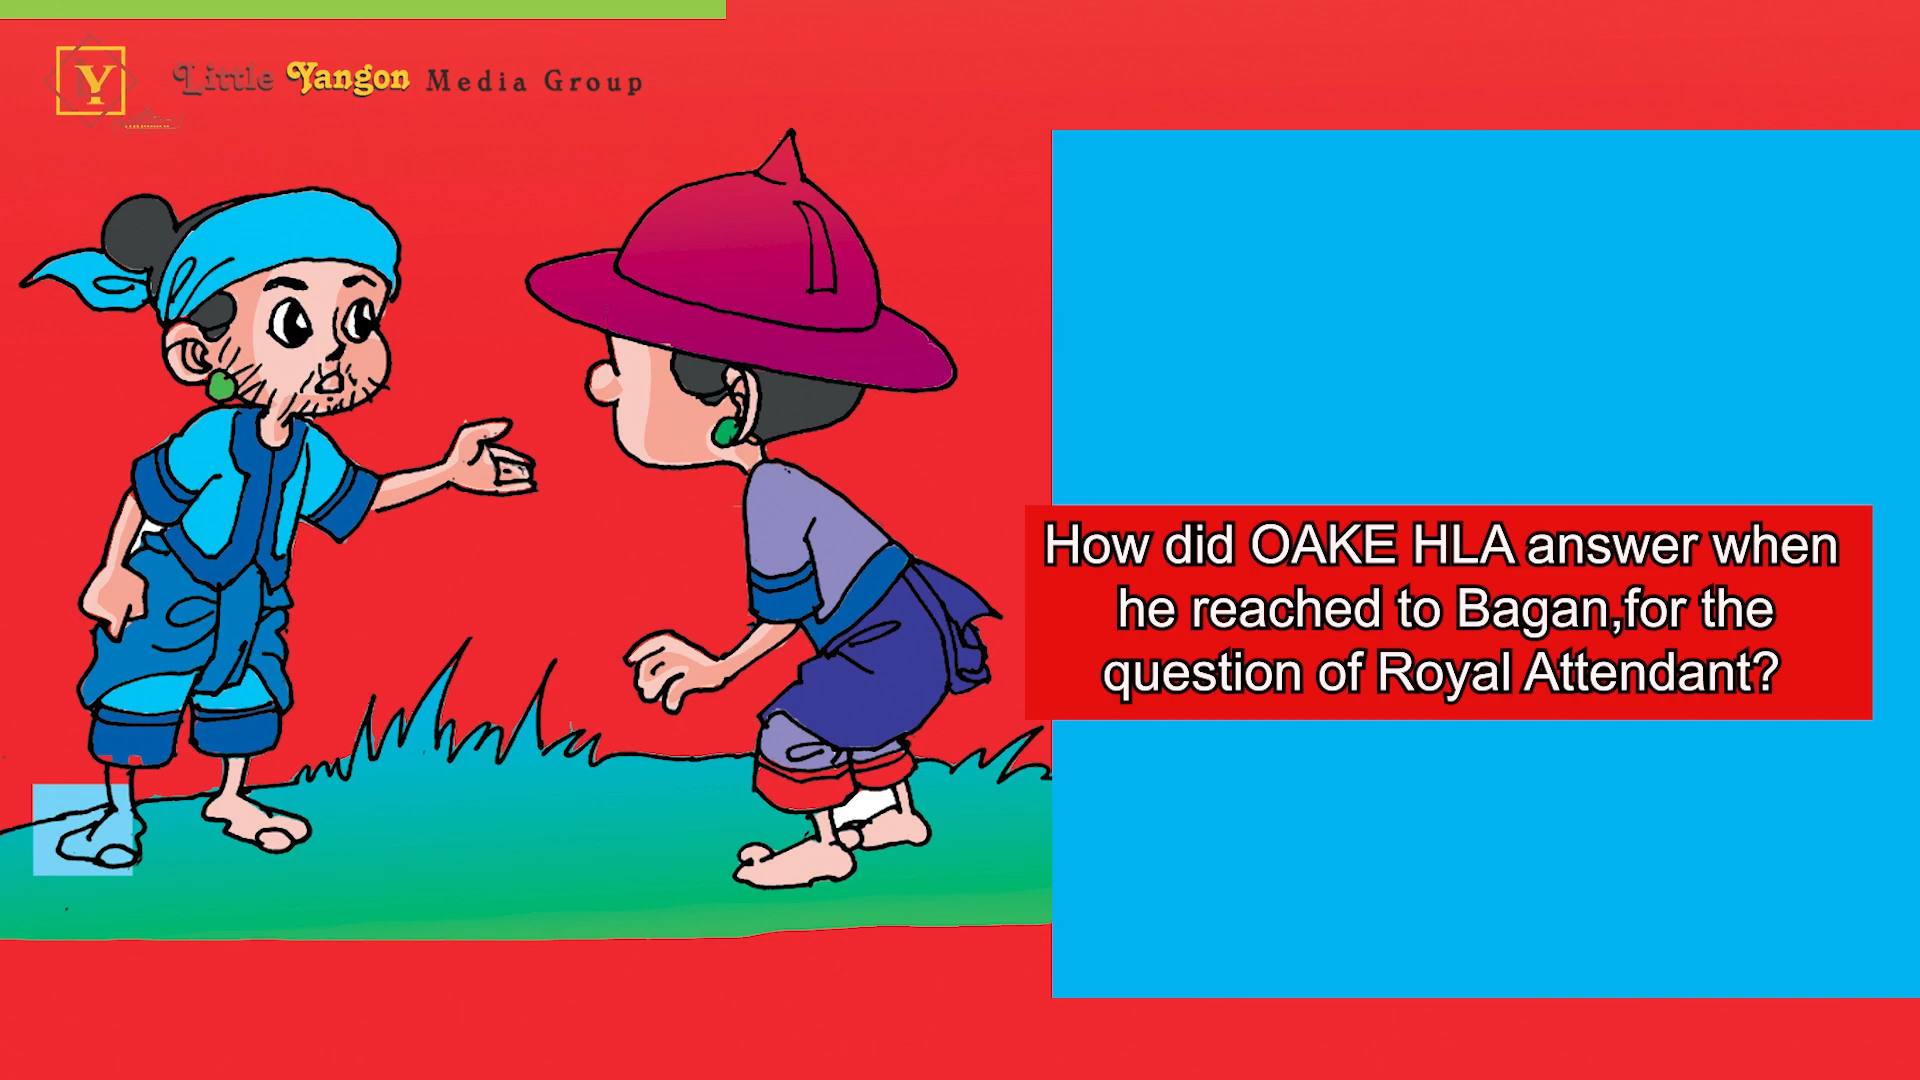 Y
Little Yangon Media Group
How did OAKE HLA answer when
he reached to Bagan,for the
question of Royal Attendant?